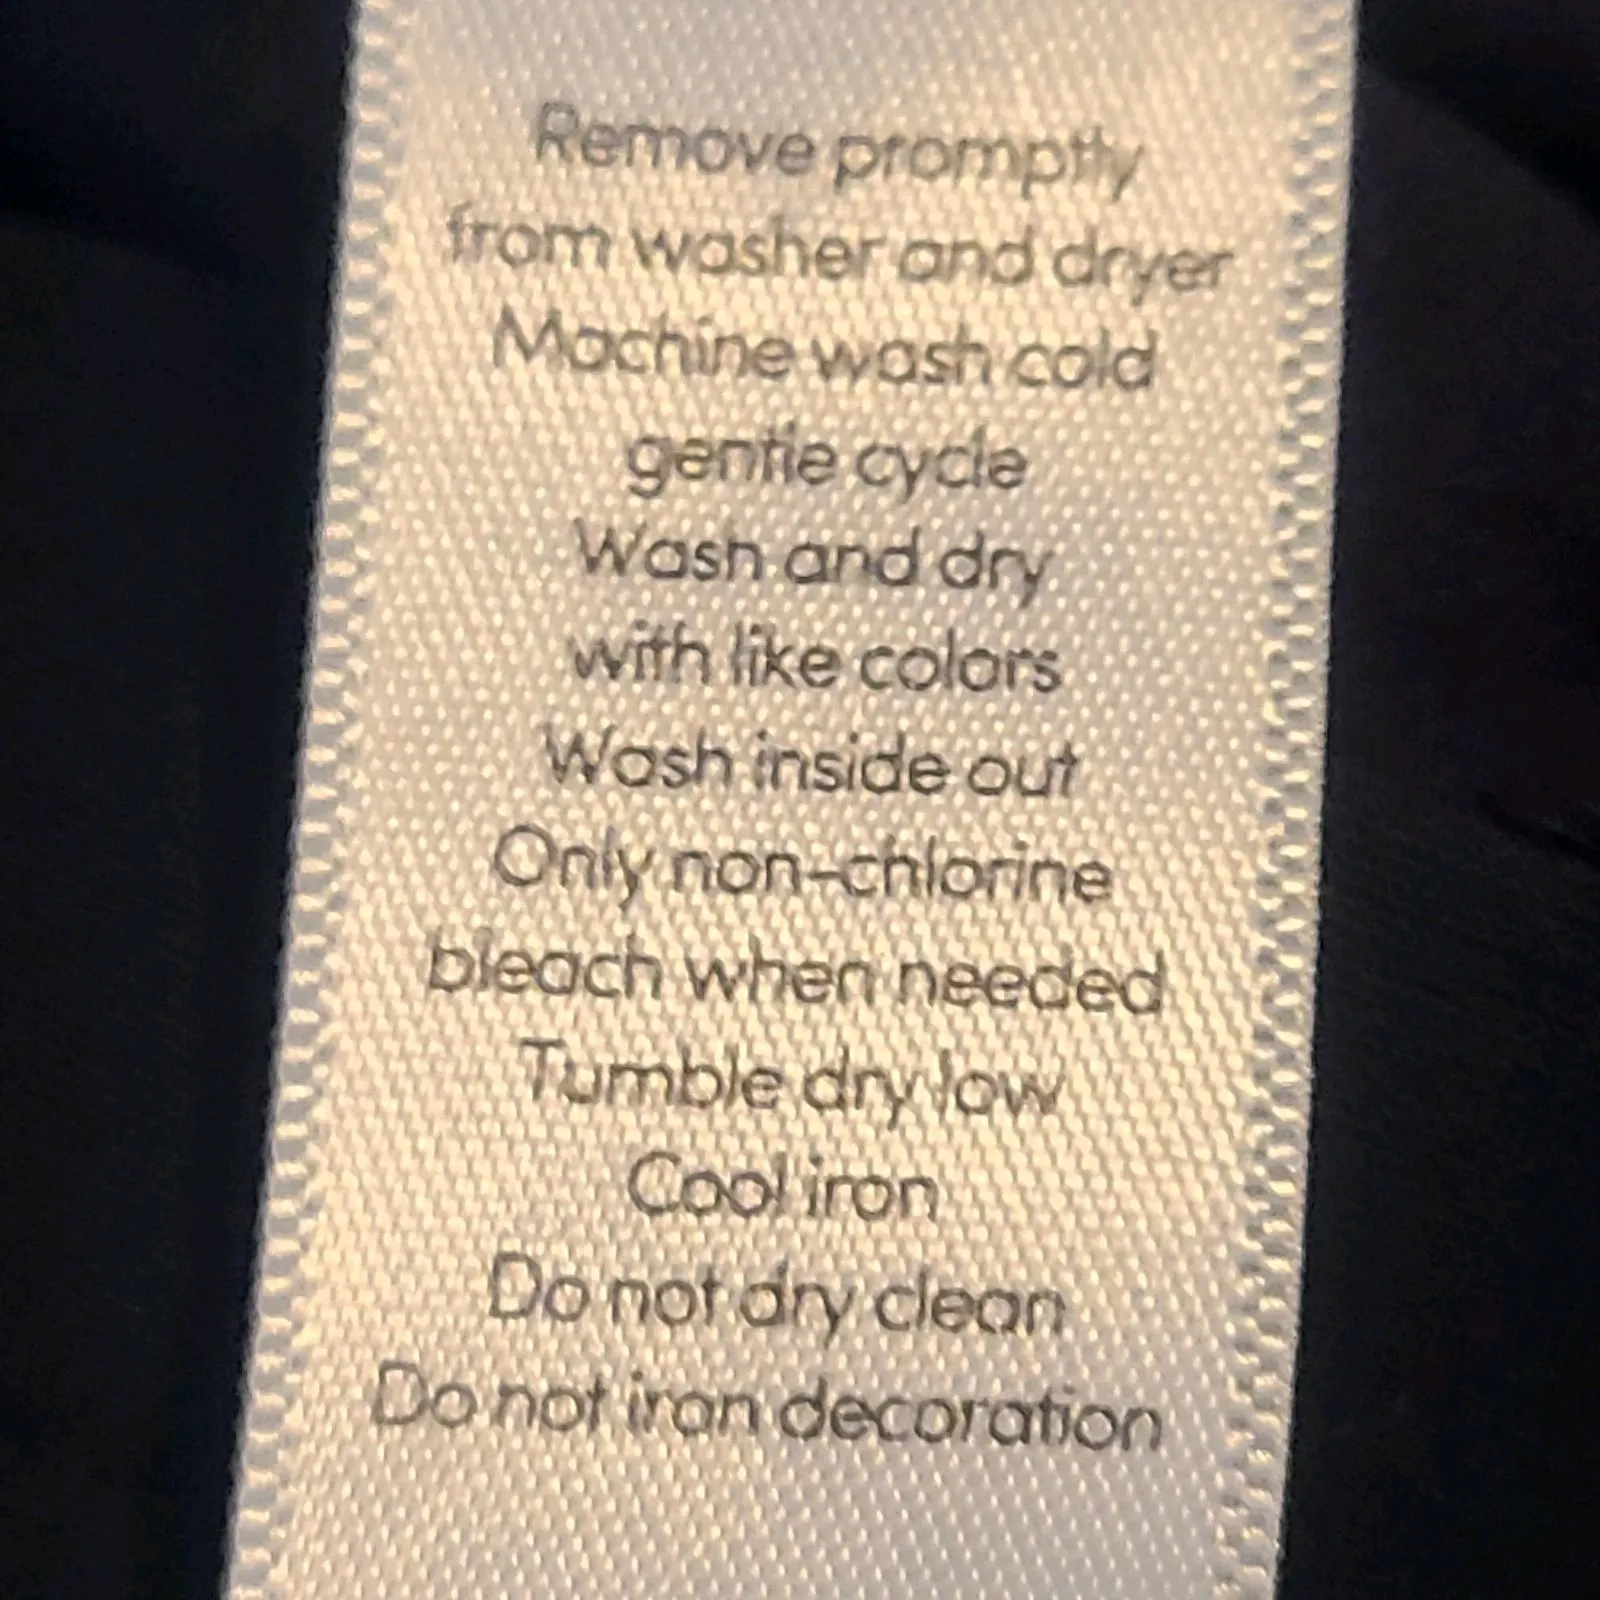 Remove promptly
from washer and dryer
Machine wash cold
gentle cycle
Wash and dry
with like colors
Wash inside out
Only non-chlorine
bleach when needed
Tumble dry low
Cool iron
Do not dry clean
Do not iron decoration